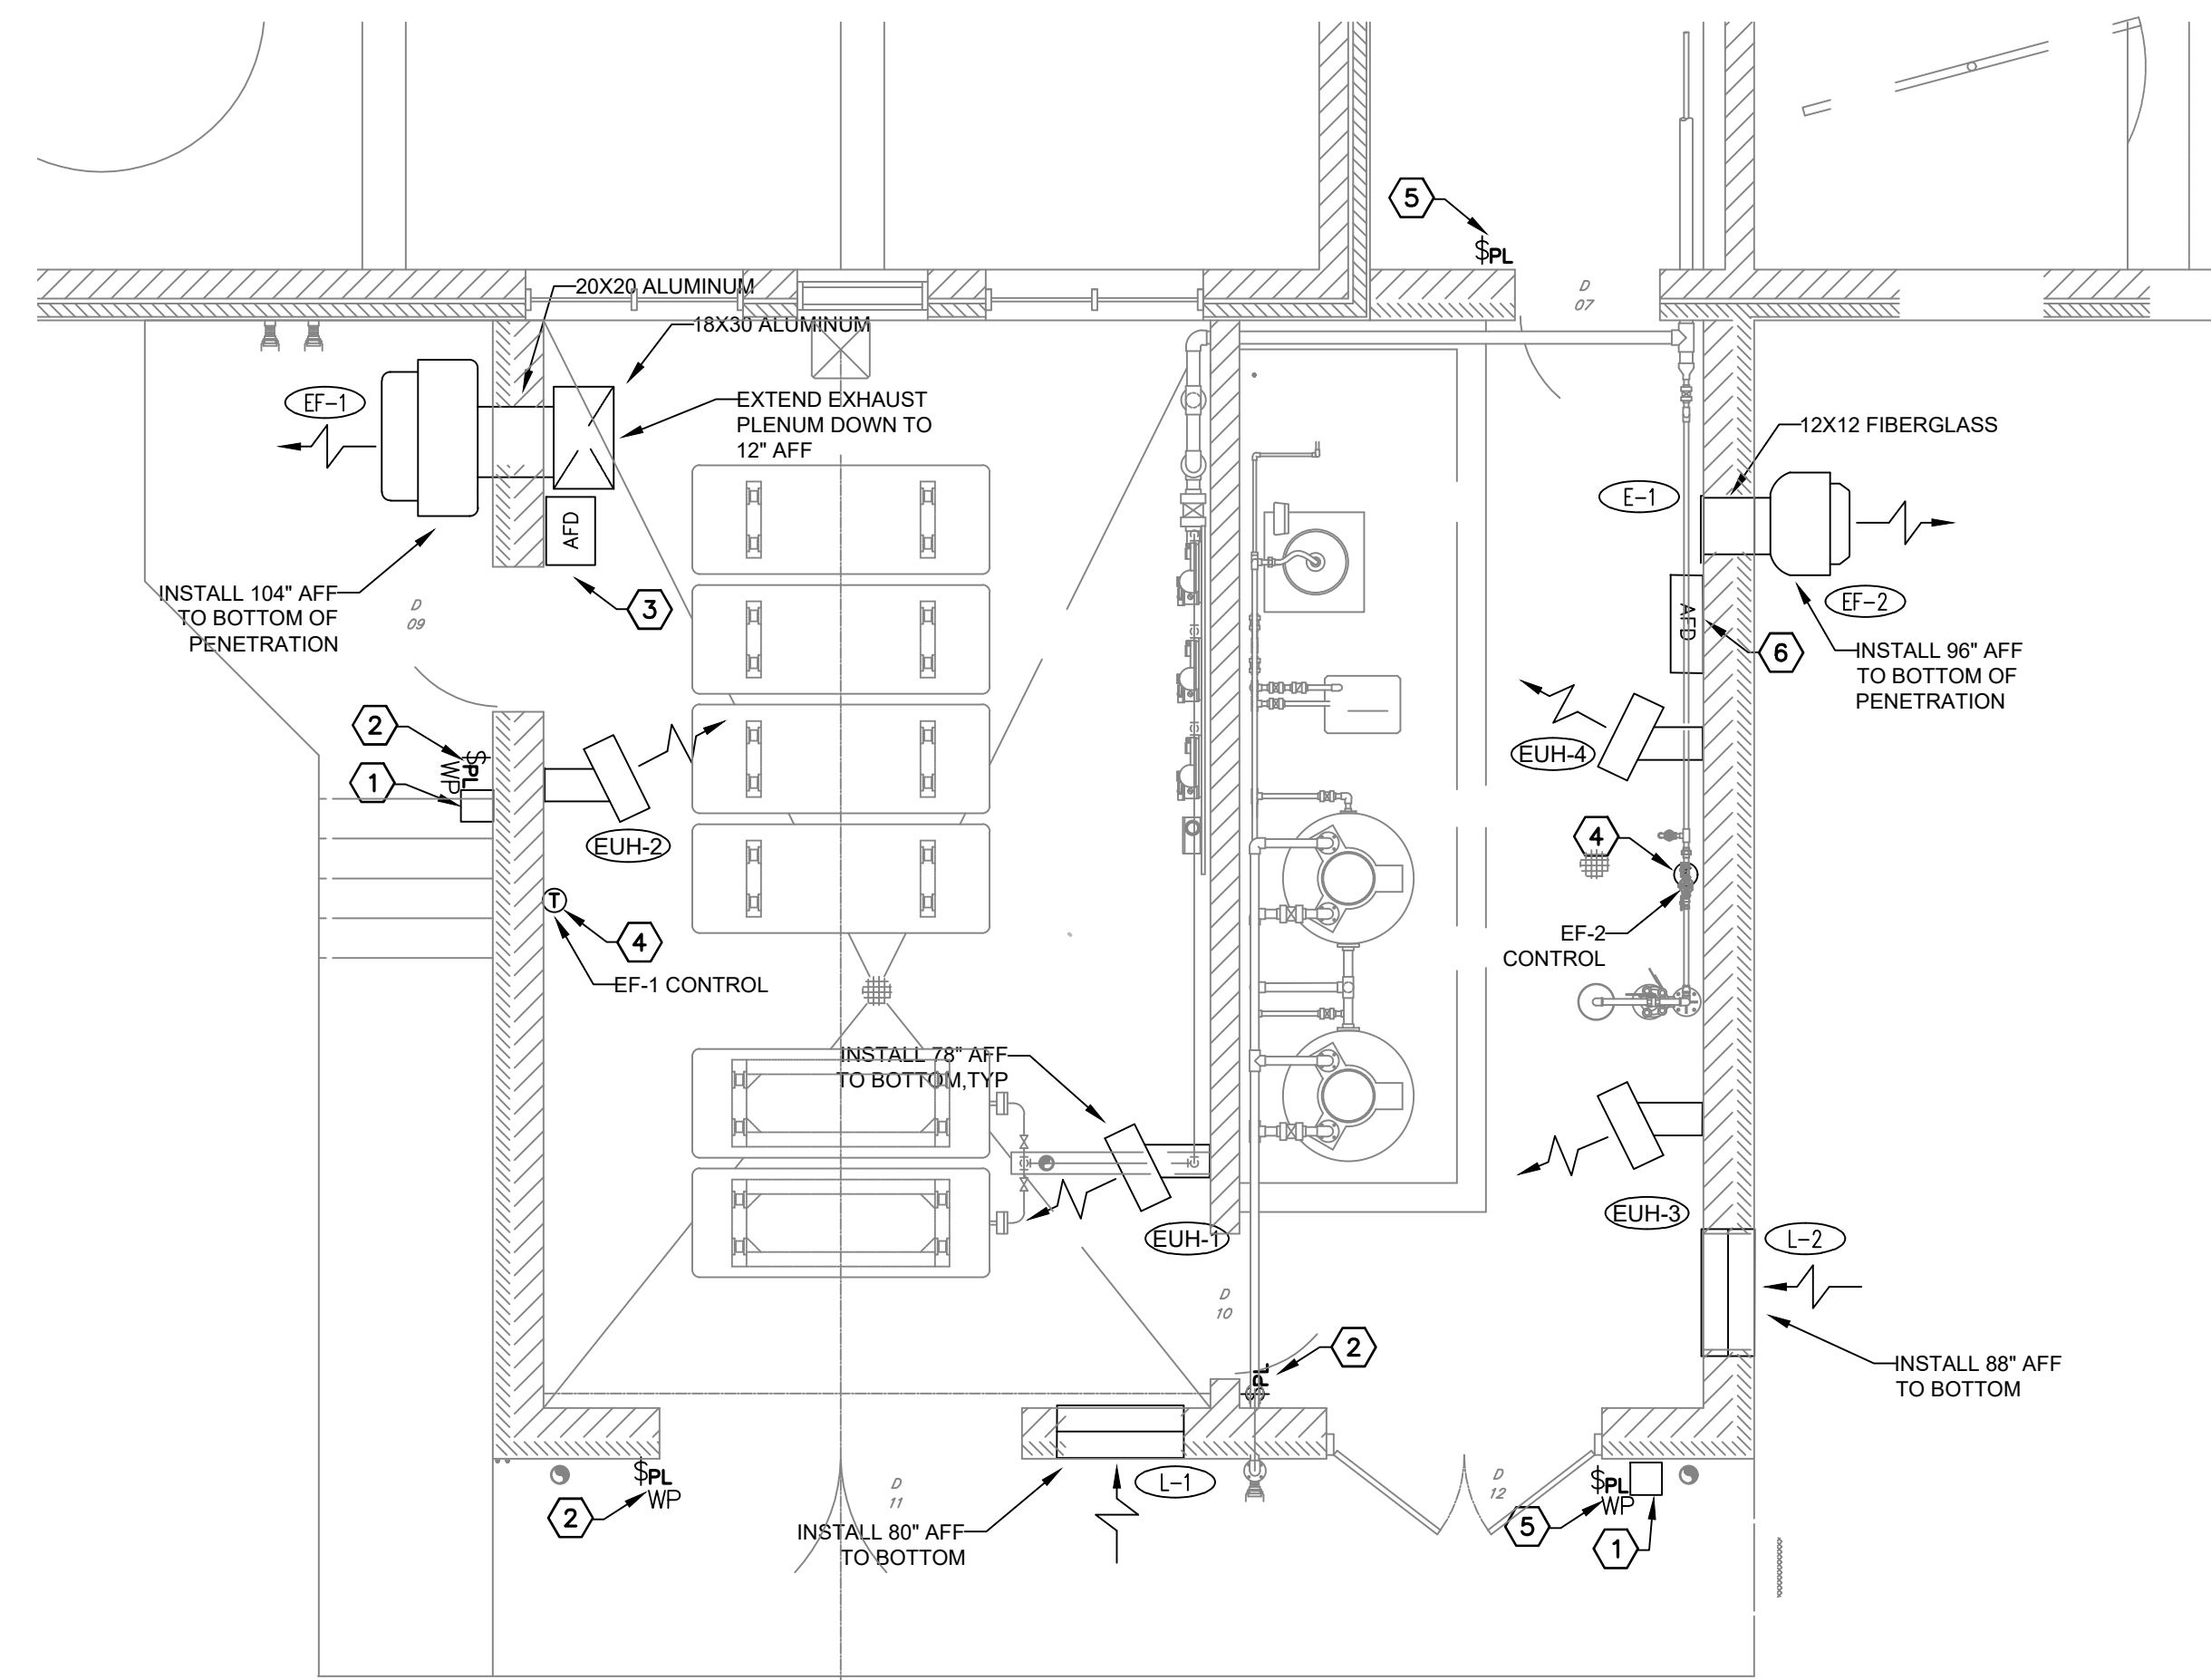 5
$PL
D
07
20X20 ALUMINUM
18X30 ALUMINUM
EF-1
EXTEND EXHAUST
PLENUM DOWN TO
12" AFF
12X12 FIBERGLASS
E-1
AFD
INSTALL 104" AFF
TO BOTTOM OF
PENETRATION
D
09
3
AFD
EF-2
6
INSTALL 96" AFF
TO BOTTOM OF
PENETRATION
2
$PL
WP
1
EUH-2
EUH-4
4
T
4
EF-1 CONTROL
EF-2
CONTROL
INSTALL 78" AFF
TO BOTTOM,TYP
EUH-1
EUH-3
L-2
D
10
2
$PL
INSTALL 88" AFF
TO BOTTOM
$PL
WP
2
D
11
L-1
INSTALL 80" AFF
TO BOTTOM
D
12
$PL
WP
5
1